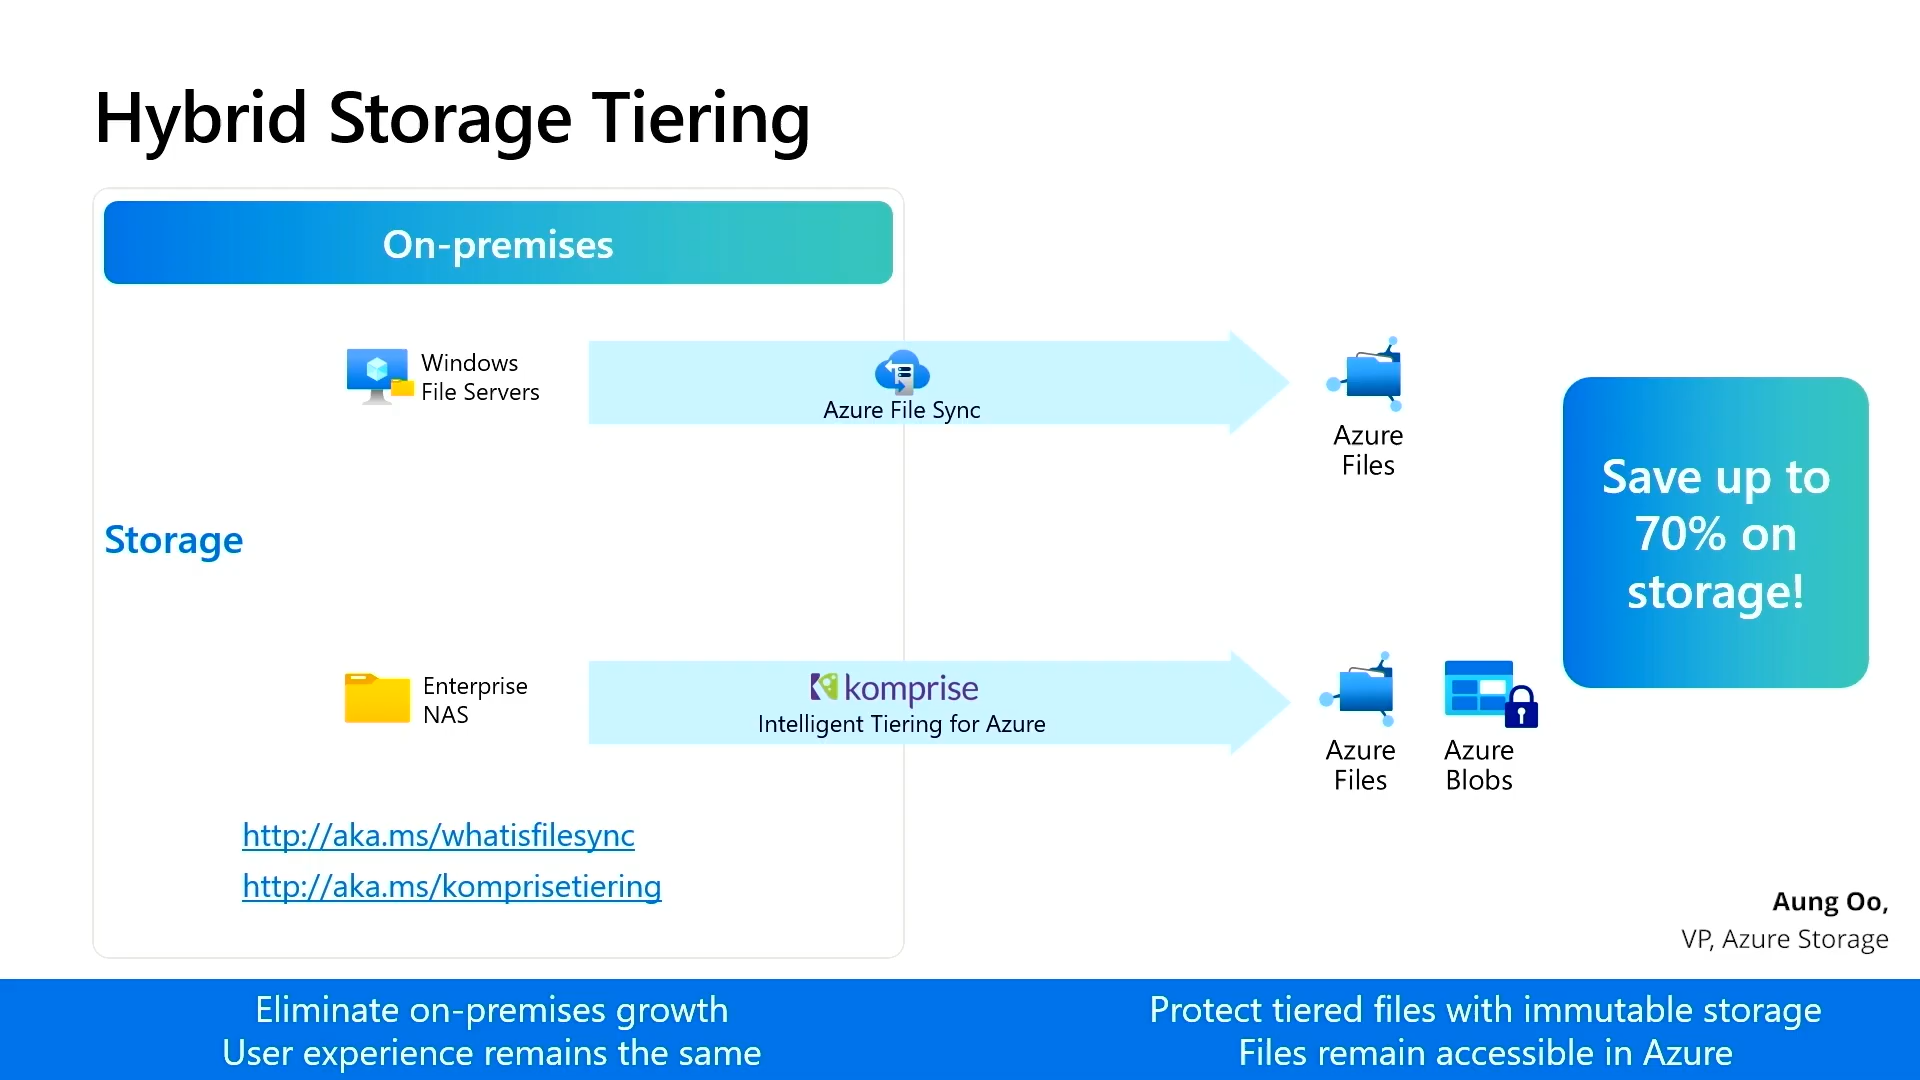 Hybrid Storage Tiering
On-premises
Windows
File Servers
Azure File Sync
Azure
Files
Save up to
70% on
storage!
Storage
Enterprise
NAS
komprise
Intelligent Tiering for Azure
Azure
Files
Azure
Blobs
http://aka.ms/whatisfilesync
http://aka.ms/komprisetiering
Aung Oo,
VP, Azure Storage
Eliminate on-premises growth
User experience remains the same
Protect tiered files with immutable storage
Files remain accessible in Azure